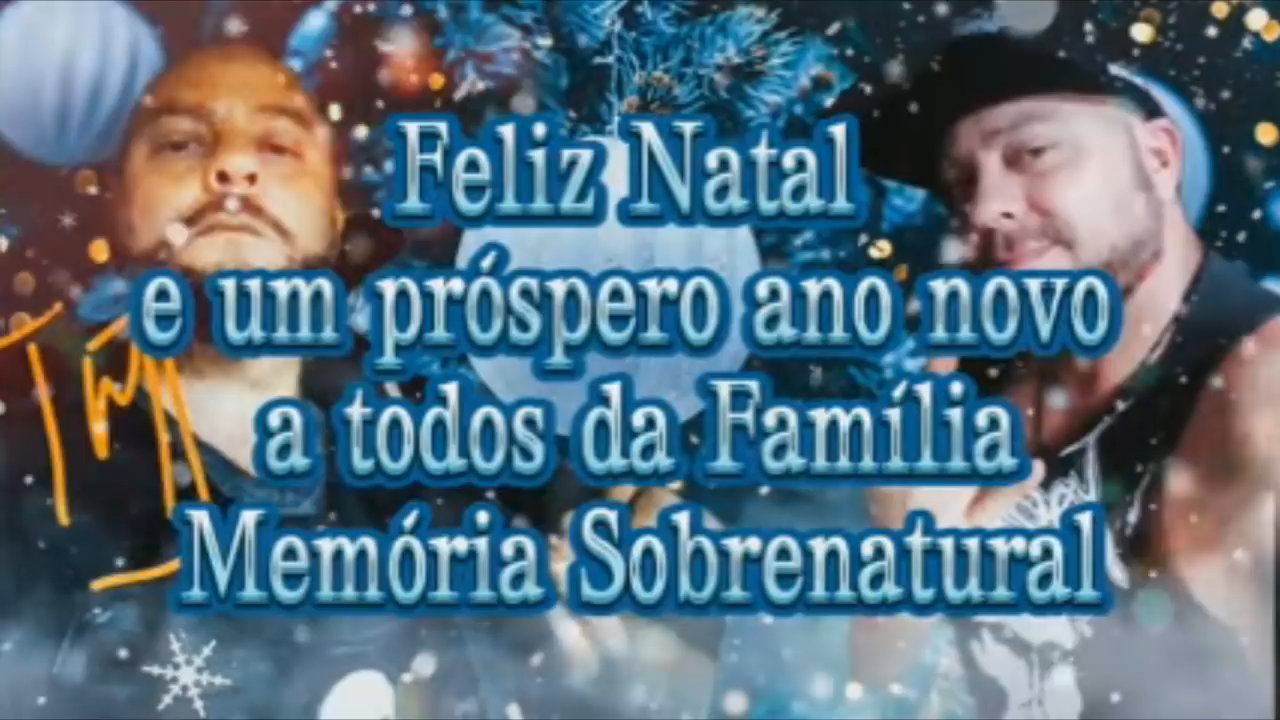 Feliz Natal
e um próspero ano novo
a todos da Família
Memória Sobrenatural